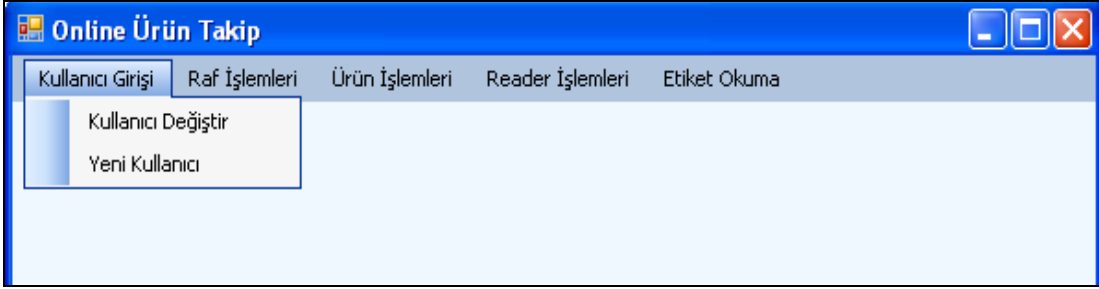 Online Ürün Takip
Kullanıcı Girişi Raf İşlemleri Ürün İşlemleri Reader İşlemleri Etiket Okuma
Kullanıcı Değiştir
Yeni Kullanıcı